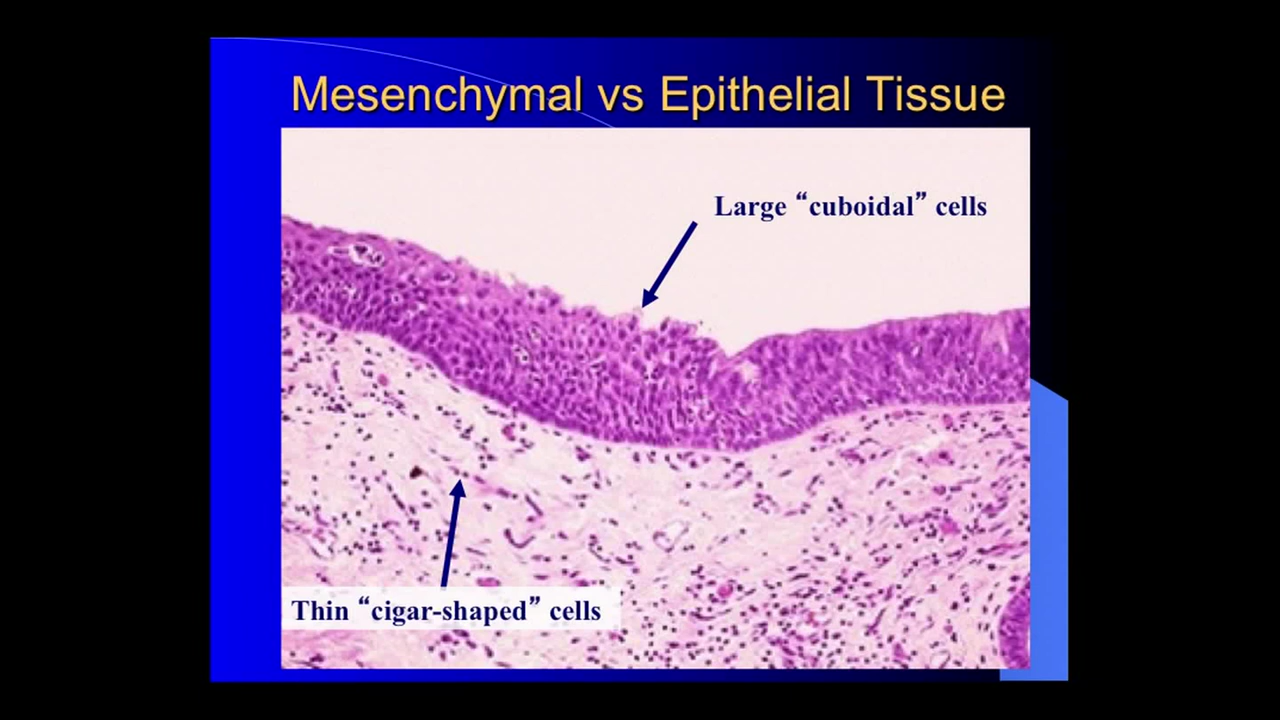 Mesenchymal vs Epithelial Tissue
Large “cuboidal” cells
Thin “cigar-shaped” cells